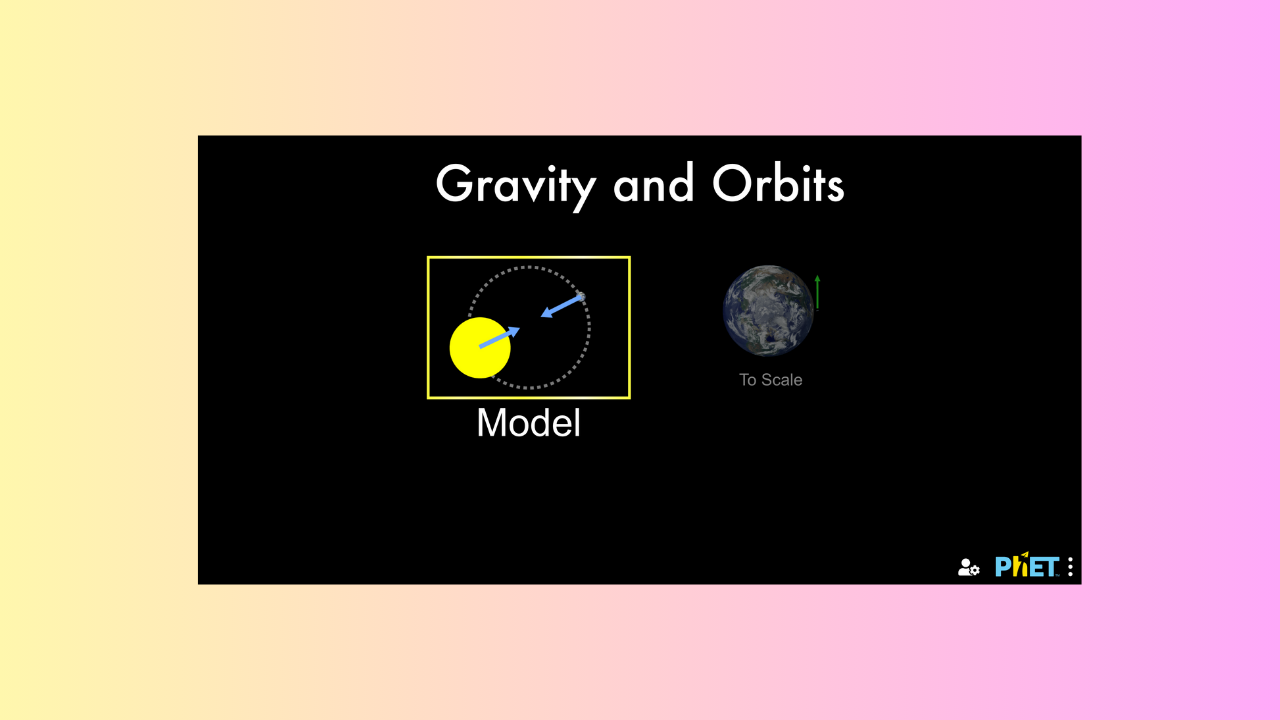 Gravity and Orbits
Model
To Scale
PhET